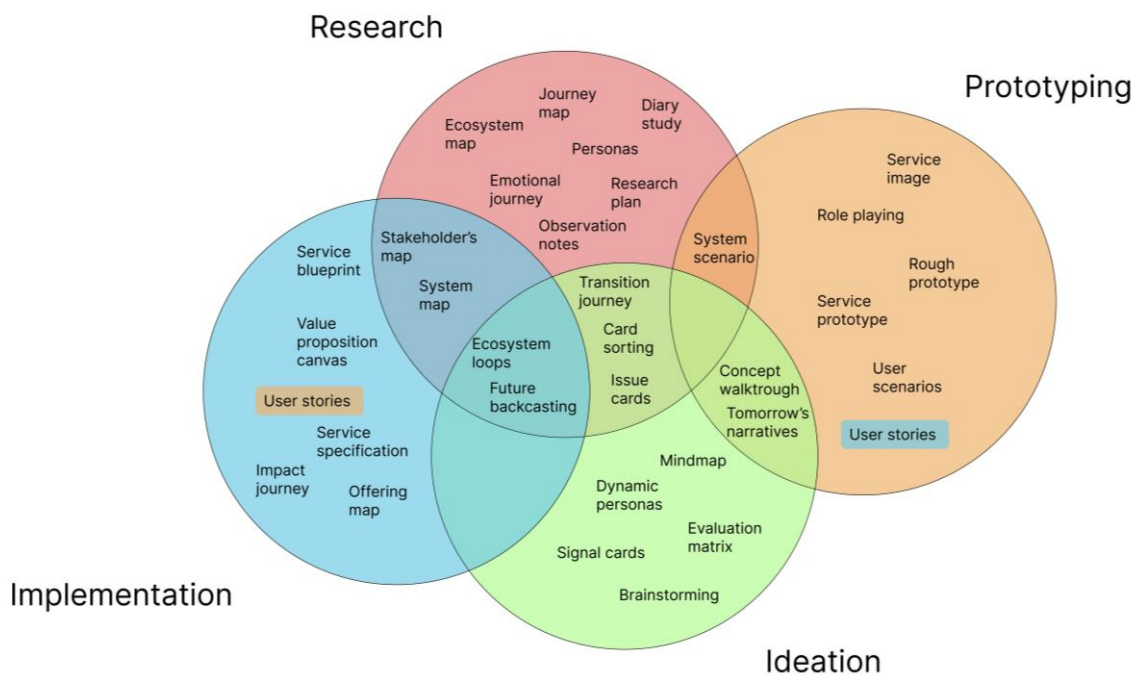 Research
Prototyping
Journey
map
Diary
study
Ecosystem
map
Personas
Emotional
journey
Research
plan
Observation
notes
Service
image
Role playing
Rough
prototype
Service
prototype
User
scenarios
User stories
System
scenario
Stakeholder's
map
System
map
Service
blueprint
Value
proposition
canvas
User stories
Service
specification
Impact
journey
Offering
map
Transition
journey
Card
sorting
Issue
cards
Ecosystem
loops
Future
backcasting
Concept
walktrough
Tomorrow's
narratives
Mindmap
Dynamic
personas
Evaluation
matrix
Signal cards
Brainstorming
Implementation
Ideation